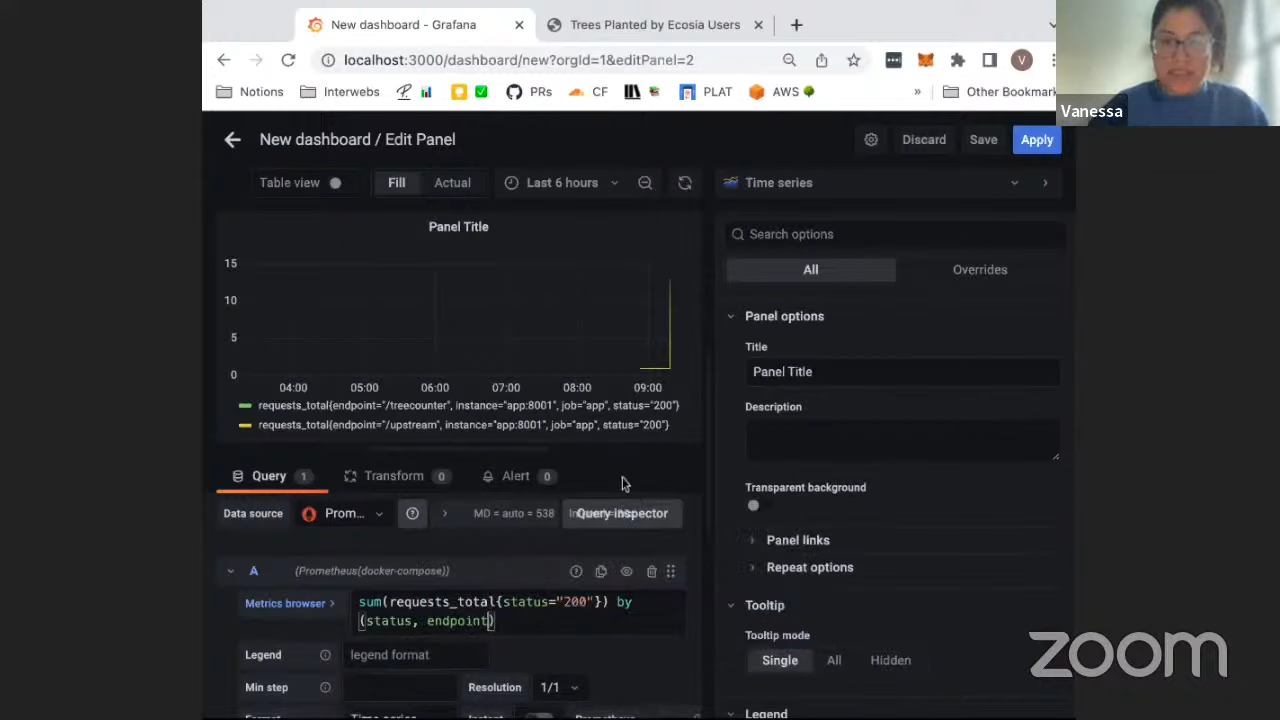 New dashboard - Grafana
Trees Planted by Ecosia Users
localhost:3000/dashboard/new?orgId=1&editPanel=2
V
Notions Interwebs PRs CF PLAT AWS » Other Bookmark
Vanessa
New dashboard / Edit Panel
Discard Save Apply
Table view Fill Actual Last 6 hours Time series
Panel Title
15
10
5
0
04:00 05:00 06:00 07:00 08:00 09:00
requests_total{endpoint="/treecounter", instance="app:8001", job="app", status="200"}
requests_total{endpoint="/upstream", instance="app:8001", job="app", status="200"}
Query 1 Transform 0 Alert 0
Data source Prom... MD = auto = 538 Query inspector
A (Prometheus(docker-compose))
Metrics browser > sum(requests_total{status="200"}) by
(status, endpoint)
Legend legend format
Min step Resolution 1/1
Format Time series Instant Prometheus
Search options
All Overrides
Panel options
Title
Panel Title
Description
Transparent background
Panel links
Repeat options
Tooltip
Tooltip mode
Single All Hidden
Legend
zoom